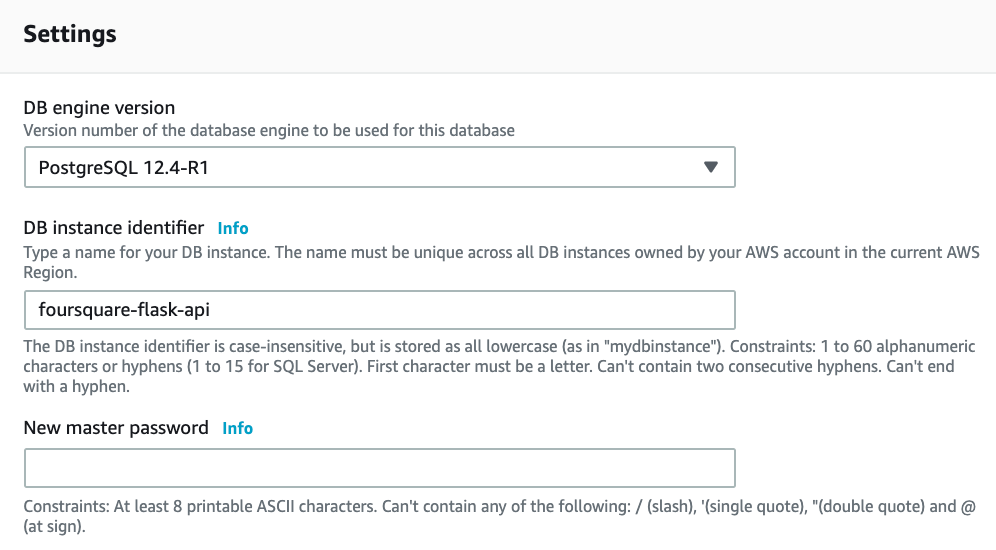 Settings
DB engine version
Version number of the database engine to be used for this database
PostgreSQL 12.4-R1
DB instance identifier Info
Type a name for your DB instance. The name must be unique across all DB instances owned by your AWS account in the current AWS
Region.
foursquare-flask-api
The DB instance identifier is case-insensitive, but is stored as all lowercase (as in "mydbinstance"). Constraints: 1 to 60 alphanumeric
characters or hyphens (1 to 15 for SQL Server). First character must be a letter. Can't contain two consecutive hyphens. Can't end
with a hyphen.
New master password Info
Constraints: At least 8 printable ASCII characters. Can't contain any of the following: / (slash), '(single quote), "(double quote) and @
(at sign).